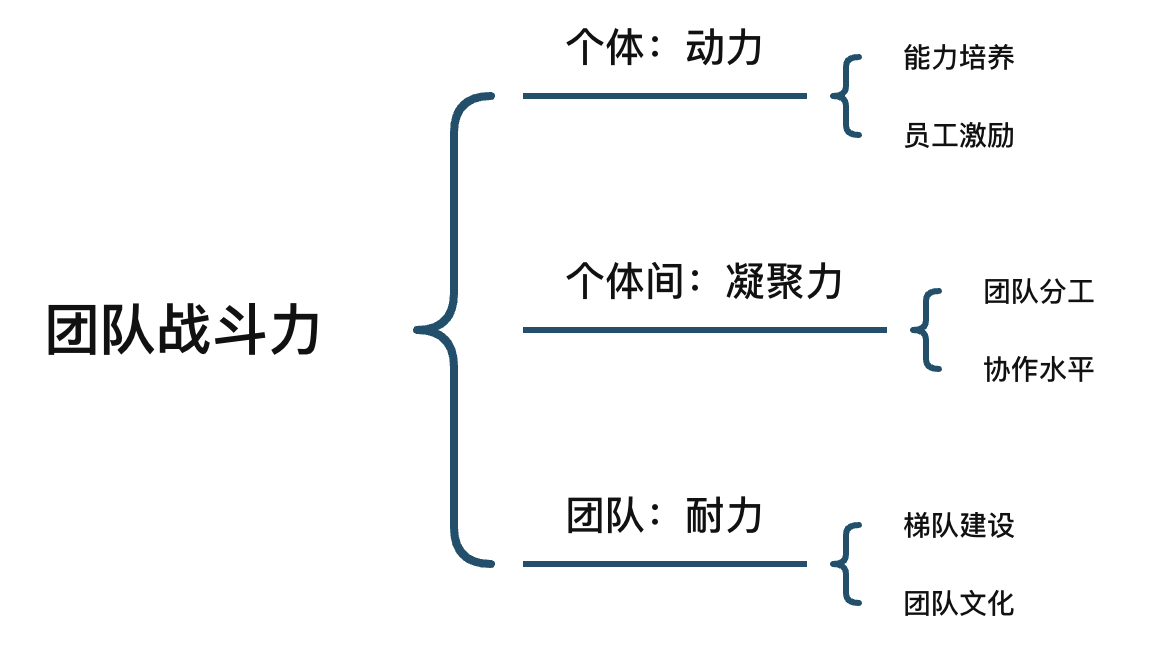 团队战斗力
个体：动力
能力培养
员工激励
个体间：凝聚力
团队分工
协作水平
团队：耐力
梯队建设
团队文化